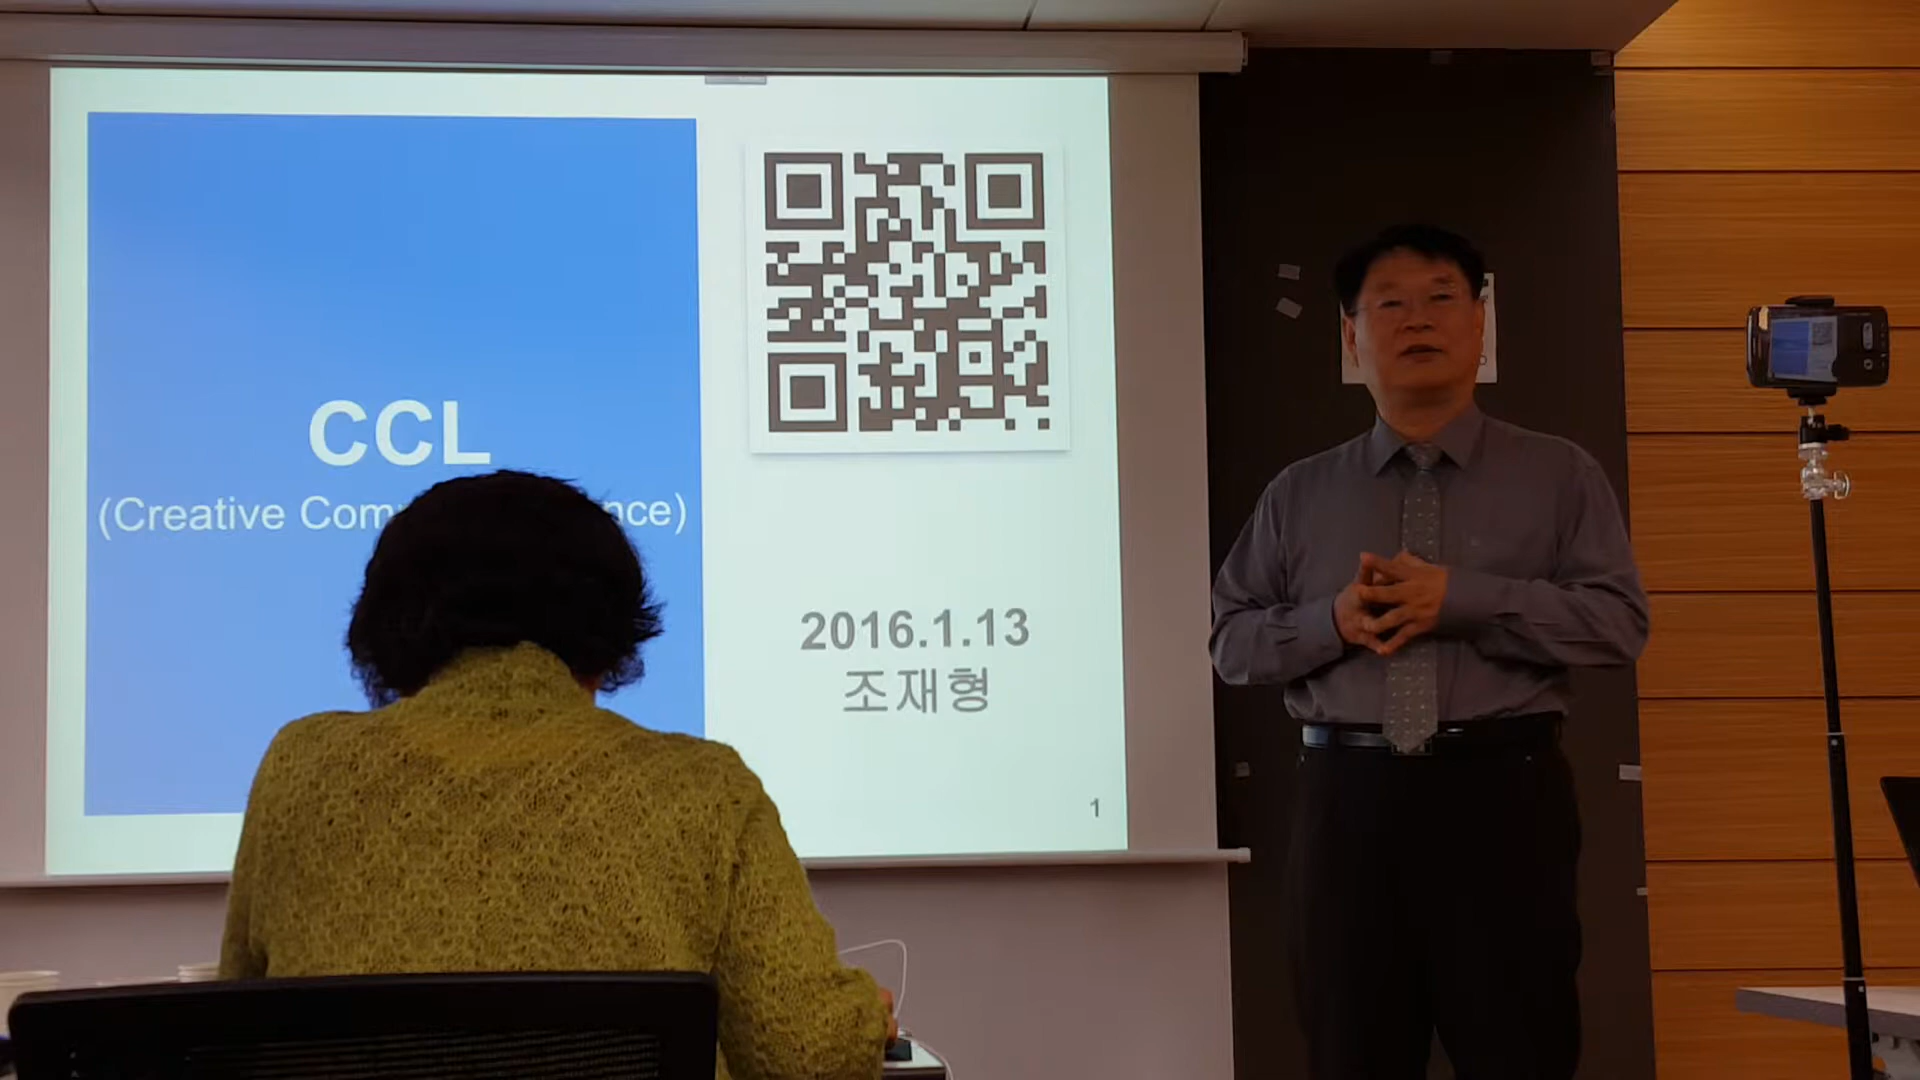 CCL
(Creative Com nce)
2016.1.13
조재형
1